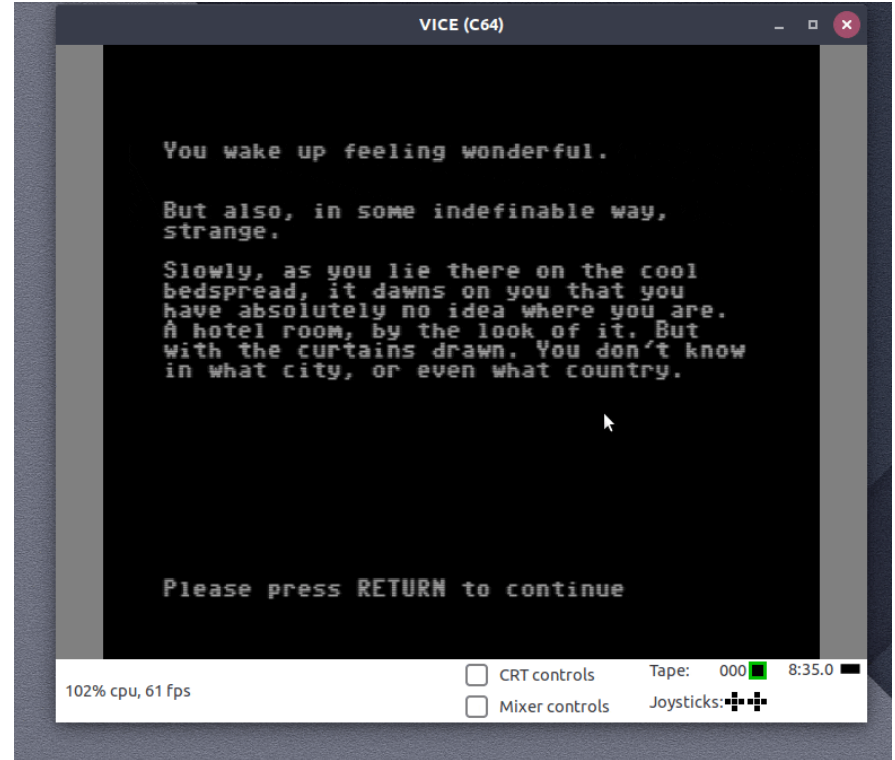 VICE (C64)
You wake up feeling wonderful.
But also, in some indefinable way,
strange.
Slowly, as you lie there on the cool
bedspread, it dawns on you that you
have absolutely no idea where you are.
A hotel room, by the look of it. But
with the curtains drawn. You don't know
in what city, or even what country.
Please press RETURN to continue
102% cpu, 61 fps
CRT controls
Mixer controls
Tape: 000 8:35.0
Joysticks: